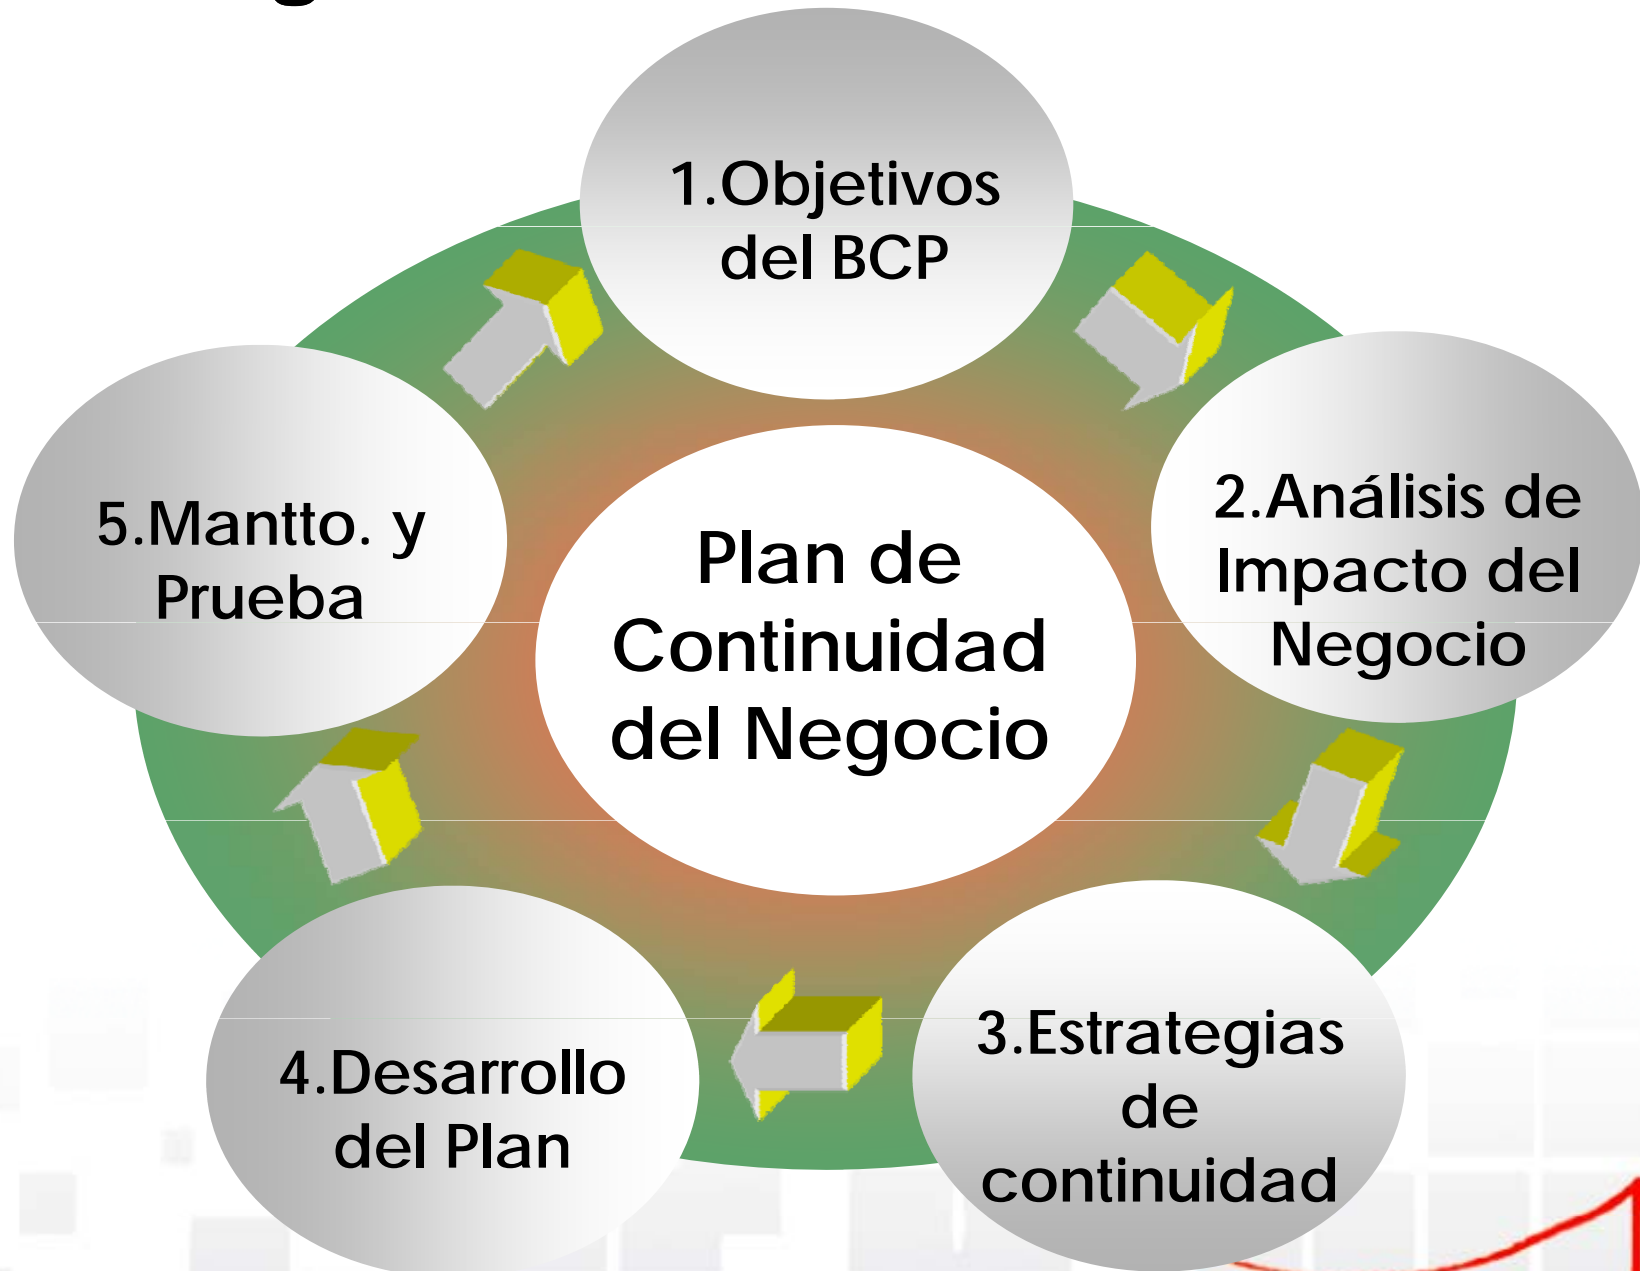 1.Objetivos
del BCP
2.Análisis de
Impacto del
Negocio
3.Estrategias
de
continuidad
4.Desarrollo
del Plan
5.Mantto. y
Prueba
Plan de
Continuidad
del Negocio